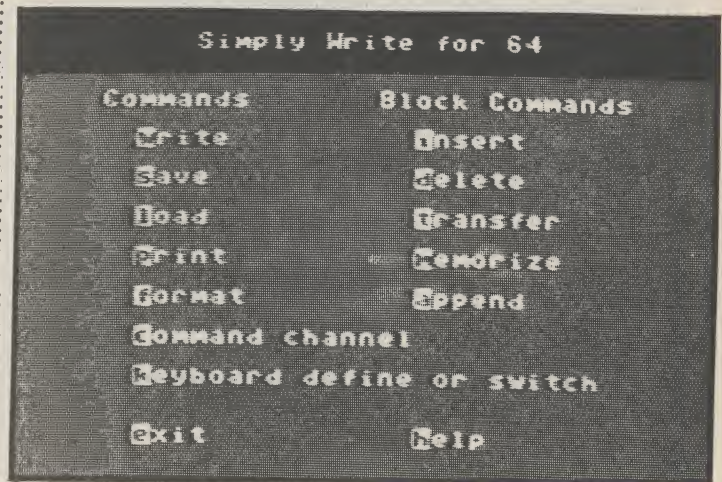 Simply Write for 64
Commands Block Commands
write insert
save delete
load transfer
print memorize
format append
command channel
keyboard define or switch
exit help